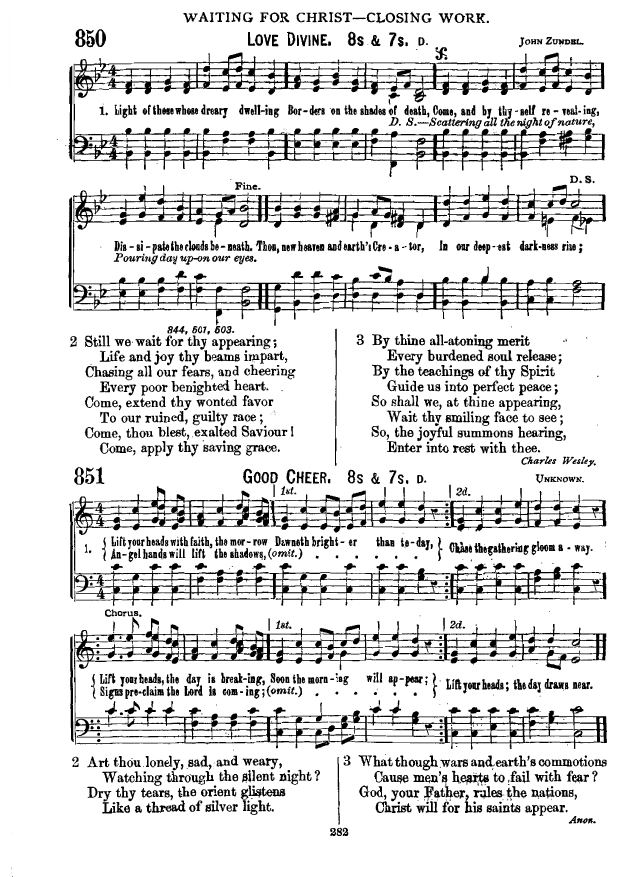 WAITING FOR CHRIST—CLOSING WORK.
850 LOVE DIVINE. 8s & 7s. D. JOHN ZUNDEL.
1. Light of those whose dreary dwell-ing Bor-ders on the shades of death, Come, and by thy-self re-veal-ing,
D. S.—Scattering all the night of nature,
Fine. D. S.
Dis-si-pate the clouds be-neath. Thou, new heaven and earth's Cre-a-tor, In our deep-est dark-ness rise;
Pouring day up-on our eyes.
844, 501, 503.
2 Still we wait for thy appearing;
Life and joy thy beams impart,
Chasing all our fears, and cheering
Every poor benighted heart.
Come, extend thy wonted favor
To our ruined, guilty race;
Come, thou blest, exalted Saviour!
Come, apply thy saving grace.
3 By thine all-atoning merit
Every burdened soul release;
By the teachings of thy Spirit
Guide us into perfect peace;
So shall we, at thine appearing,
Wait thy smiling face to see;
So, the joyful summons hearing,
Enter into rest with thee.
Charles Wesley.
851 GOOD CHEER. 8s & 7s. D. UNKNOWN.
1st. 2d.
1. { Lift your heads with faith, the mor-row Dawneth bright-er than to-day, } Chase the gathering gloom a-way.
{ An-gel hands will lift the shadows, (omit.) . . . . . . }
Chorus. 1st. 2d.
{ Lift your heads, the day is break-ing, Soon the morn-ing will ap-pear; } Lift your heads; the day draws near.
{ Signs pro-claim the Lord is com-ing; (omit.) . . . . . . }
2 Art thou lonely, sad, and weary,
Watching through the silent night?
Dry thy tears, the orient glistens
Like a thread of silver light.
3 What though wars and earth's commotions
Cause men's hearts to fail with fear?
God, your Father, rules the nations,
Christ will for his saints appear.
Anon.
282